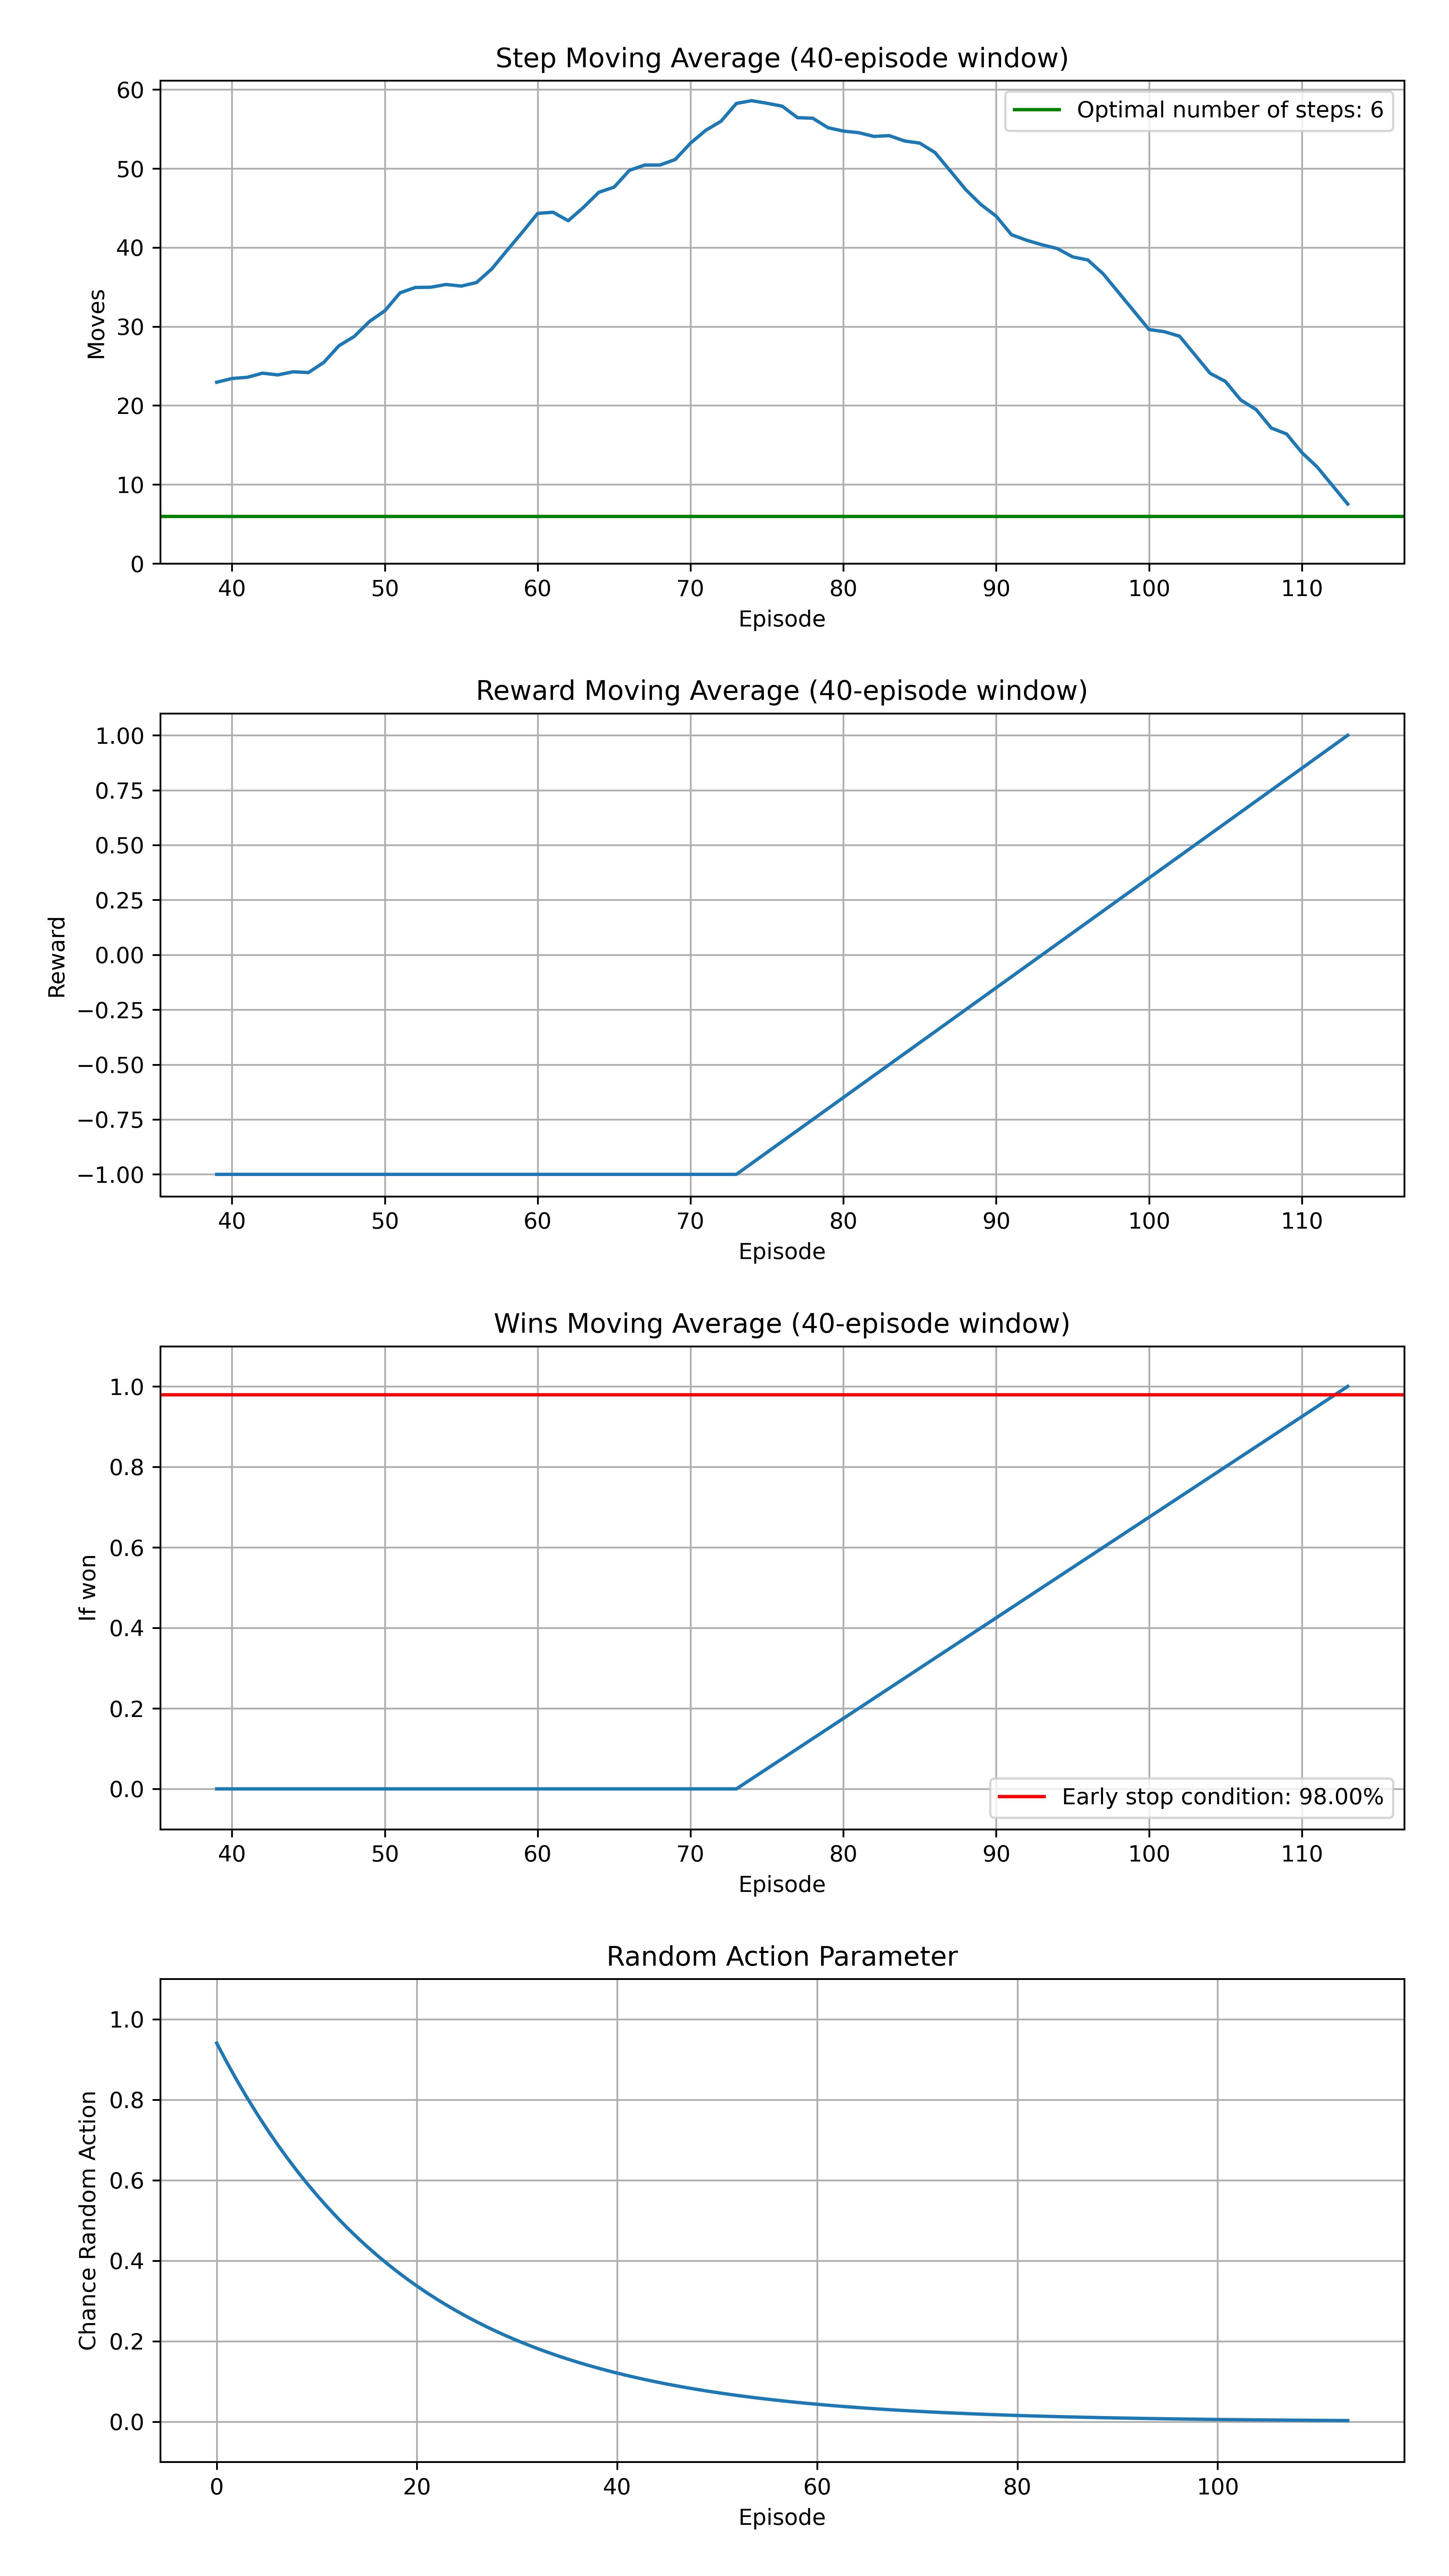 Step Moving Average (40-episode window)
60
50
40
30
20
10
0
Moves
Optimal number of steps: 6
40 50 60 70 80 90 100 110
Episode
Reward Moving Average (40-episode window)
1.00
0.75
0.50
0.25
0.00
−0.25
−0.50
−0.75
−1.00
Reward
40 50 60 70 80 90 100 110
Episode
Wins Moving Average (40-episode window)
1.0
0.8
0.6
0.4
0.2
0.0
If won
Early stop condition: 98.00%
40 50 60 70 80 90 100 110
Episode
Random Action Parameter
1.0
0.8
0.6
0.4
0.2
0.0
Chance Random Action
0 20 40 60 80 100
Episode